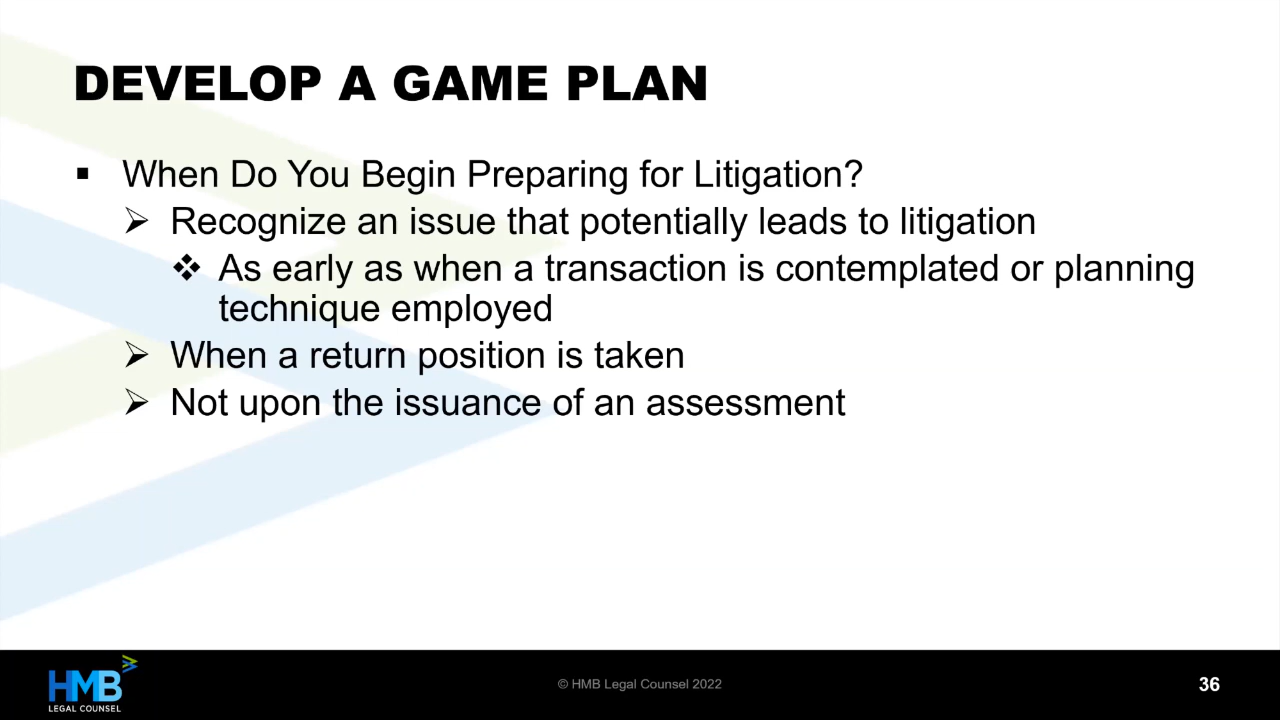 DEVELOP A GAME PLAN
▪ When Do You Begin Preparing for Litigation?
➢ Recognize an issue that potentially leads to litigation
❖ As early as when a transaction is contemplated or planning
technique employed
➢ When a return position is taken
➢ Not upon the issuance of an assessment
HMB
LEGAL COUNSEL
© HMB Legal Counsel 2022
36